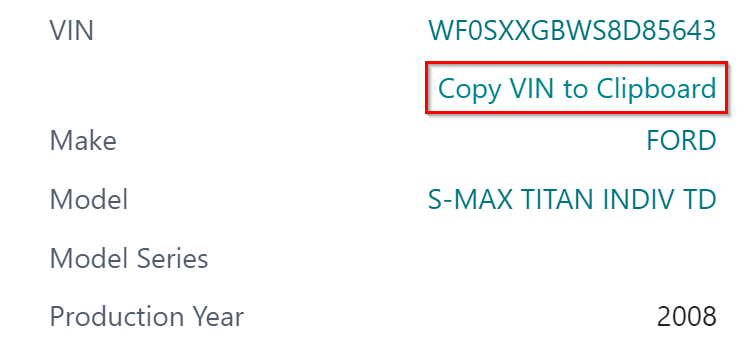 VIN WF0SXXGBWS8D85643
Copy VIN to Clipboard
Make FORD
Model S-MAX TITAN INDIV TD
Model Series
Production Year 2008